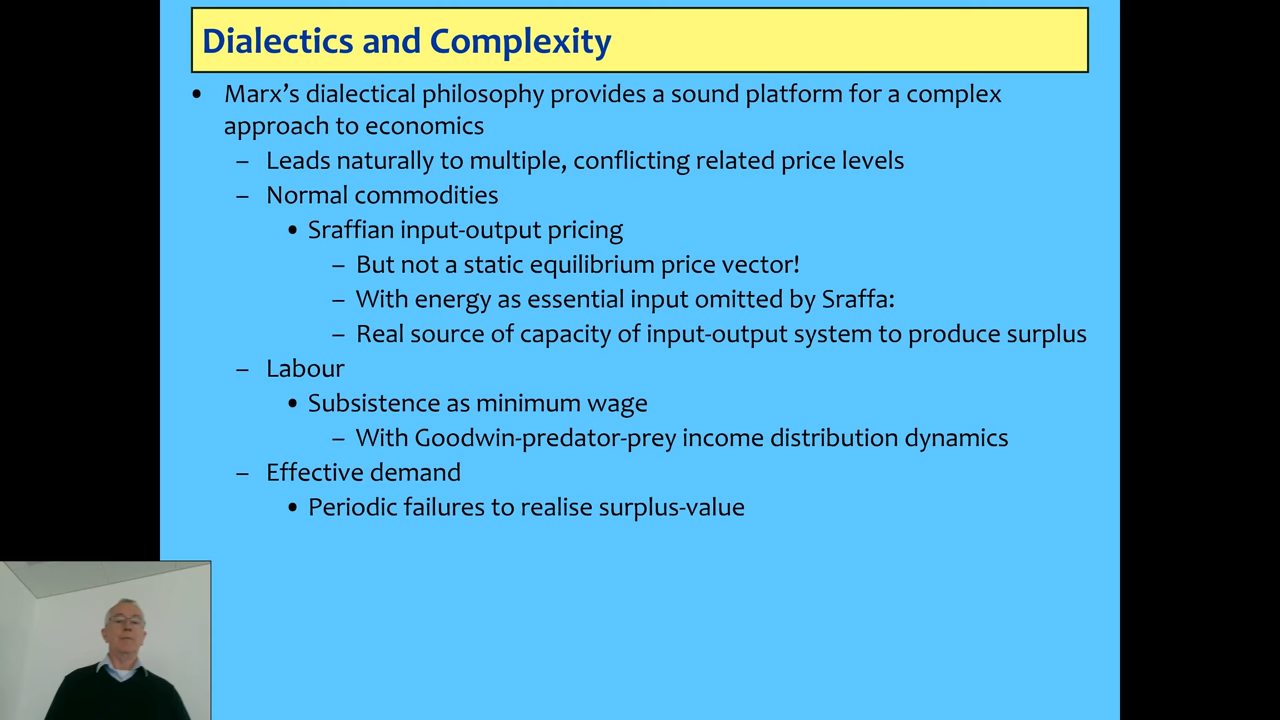 Dialectics and Complexity
• Marx’s dialectical philosophy provides a sound platform for a complex
approach to economics
– Leads naturally to multiple, conflicting related price levels
– Normal commodities
• Sraffian input-output pricing
– But not a static equilibrium price vector!
– With energy as essential input omitted by Sraffa:
– Real source of capacity of input-output system to produce surplus
– Labour
• Subsistence as minimum wage
– With Goodwin-predator-prey income distribution dynamics
– Effective demand
• Periodic failures to realise surplus-value